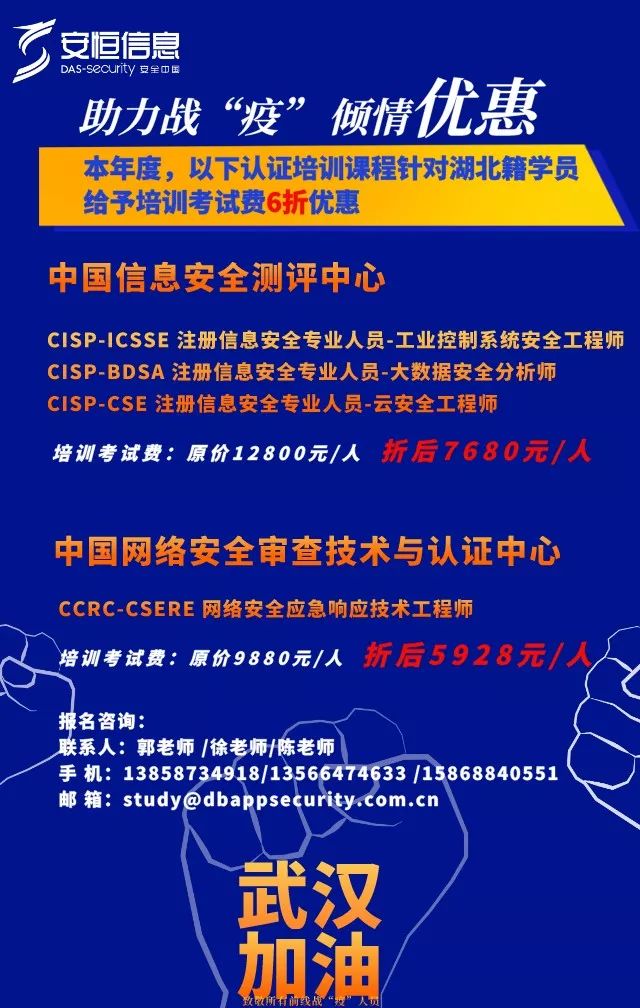 安恒信息
DAS-security 安全中国
助力战“疫” 倾情优惠
本年度，以下认证培训课程针对湖北籍学员
给予培训考试费6折优惠
中国信息安全测评中心
CISP-ICSSE 注册信息安全专业人员-工业控制系统安全工程师
CISP-BDSA 注册信息安全专业人员-大数据安全分析师
CISP-CSE 注册信息安全专业人员-云安全工程师
培训考试费：原价12800元/人 折后7680元/人
中国网络安全审查技术与认证中心
CCRC-CSERE 网络安全应急响应技术工程师
培训考试费：原价9880元/人 折后5928元/人
报名咨询：
联系人：郭老师 /徐老师/陈老师
手 机：13858734918/13566474633 /15868840551
邮 箱：study@dbappsecurity.com.cn
武汉
加油
致敬所有前线战“疫”人员